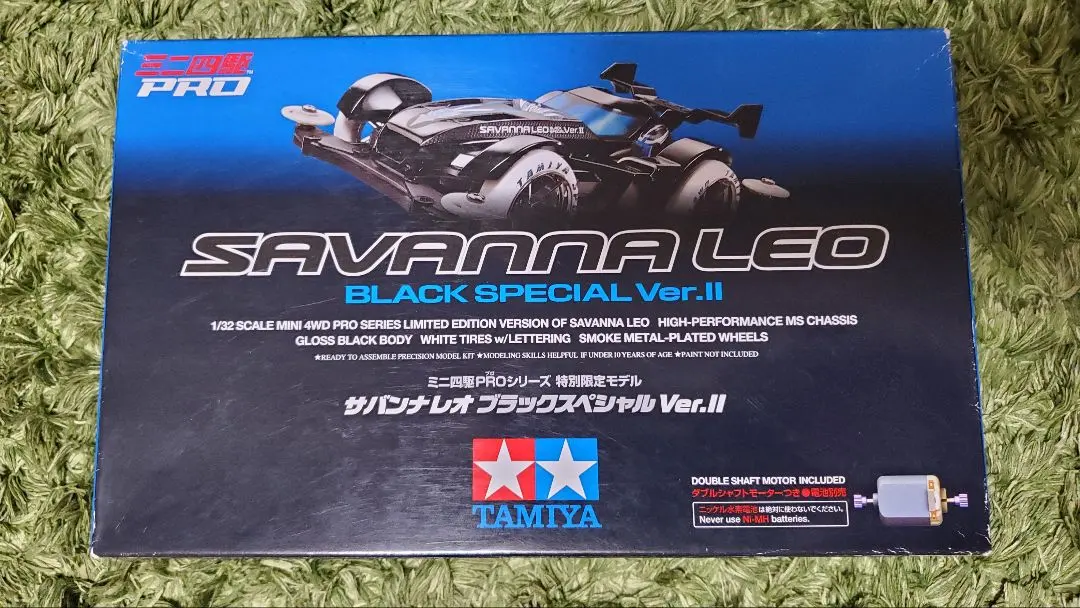 ミニ四駆
PRO
SAVANNA LEO BLACK SPECIAL Ver.II
TAMIYA
SAVANNA LEO
BLACK SPECIAL Ver.II
1/32 SCALE MINI 4WD PRO SERIES LIMITED EDITION VERSION OF SAVANNA LEO HIGH-PERFORMANCE MS CHASSIS
GLOSS BLACK BODY WHITE TIRES w/LETTERING SMOKE METAL-PLATED WHEELS
★READY TO ASSEMBLE PRECISION MODEL KIT ★MODELING SKILLS HELPFUL IF UNDER 10 YEARS OF AGE ★PAINT NOT INCLUDED
プロ
ミニ四駆PROシリーズ 特別限定モデル
サバンナレオ ブラックスペシャル Ver.II
TAMIYA
DOUBLE SHAFT MOTOR INCLUDED
ダブルシャフトモーターつき●電池別売
ニッケル水素電池は絶対に使わないでください。
Never use Ni-MH batteries.